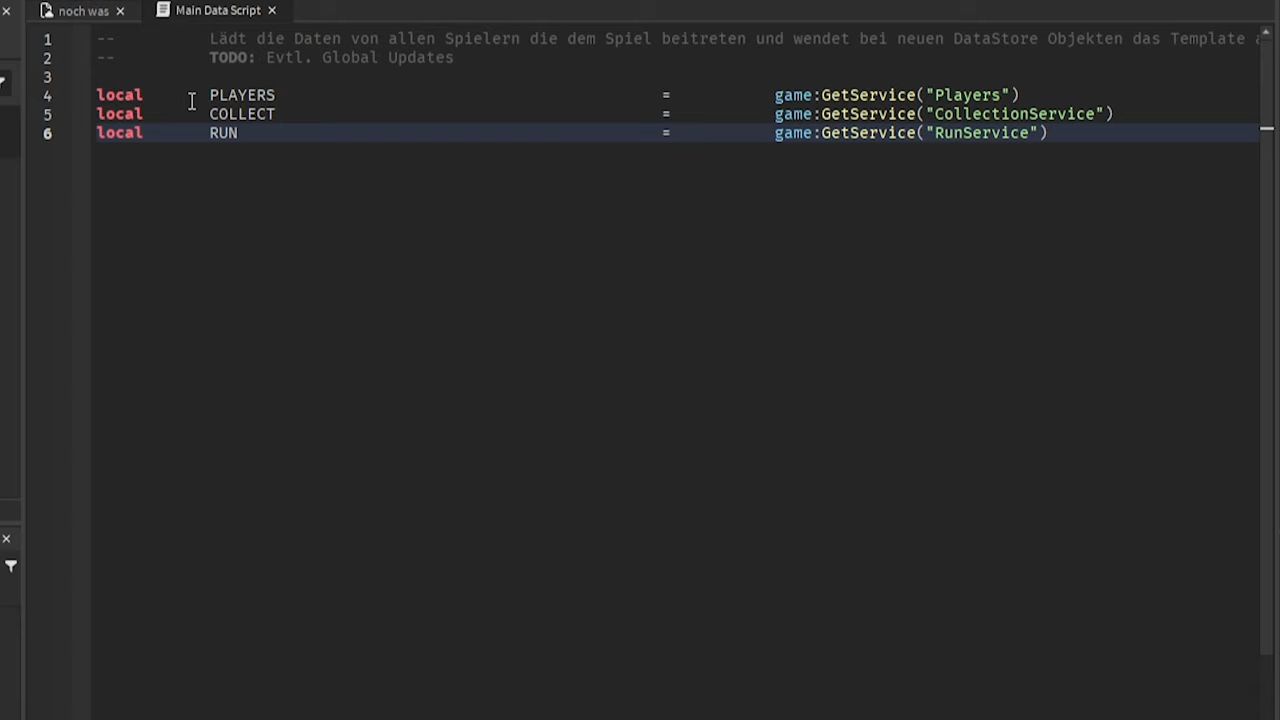 noch was
Main Data Script
1 -- Lädt die Daten von allen Spielern die dem Spiel beitreten und wendet bei neuen DataStore Objekten das Template
2 -- TODO: Evtl. Global Updates
3
4 local PLAYERS = game:GetService("Players")
5 local COLLECT = game:GetService("CollectionService")
6 local RUN = game:GetService("RunService")